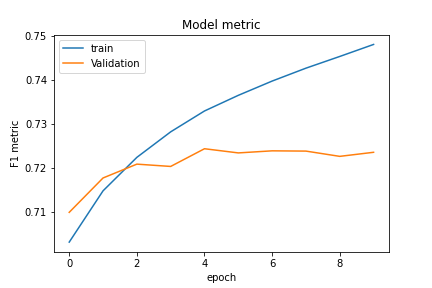 Model metric
0.75
0.74
0.73
0.72
0.71
F1 metric
train
Validation
0 2 4 6 8
epoch